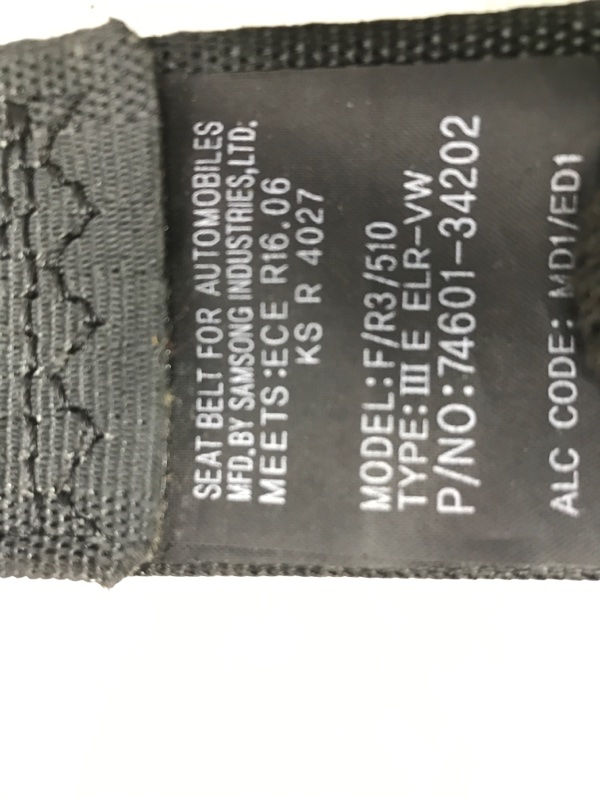 SEAT BELT FOR AUTOMOBILES
MFD.BY SAMSONG INDUSTRIES,LTD.
MEETS:ECE R16.06
KS R 4027
MODEL:F/R3/510
TYPE:III E ELR-VW
P/NO:74601-34202
ALC CODE: MD1/ED1